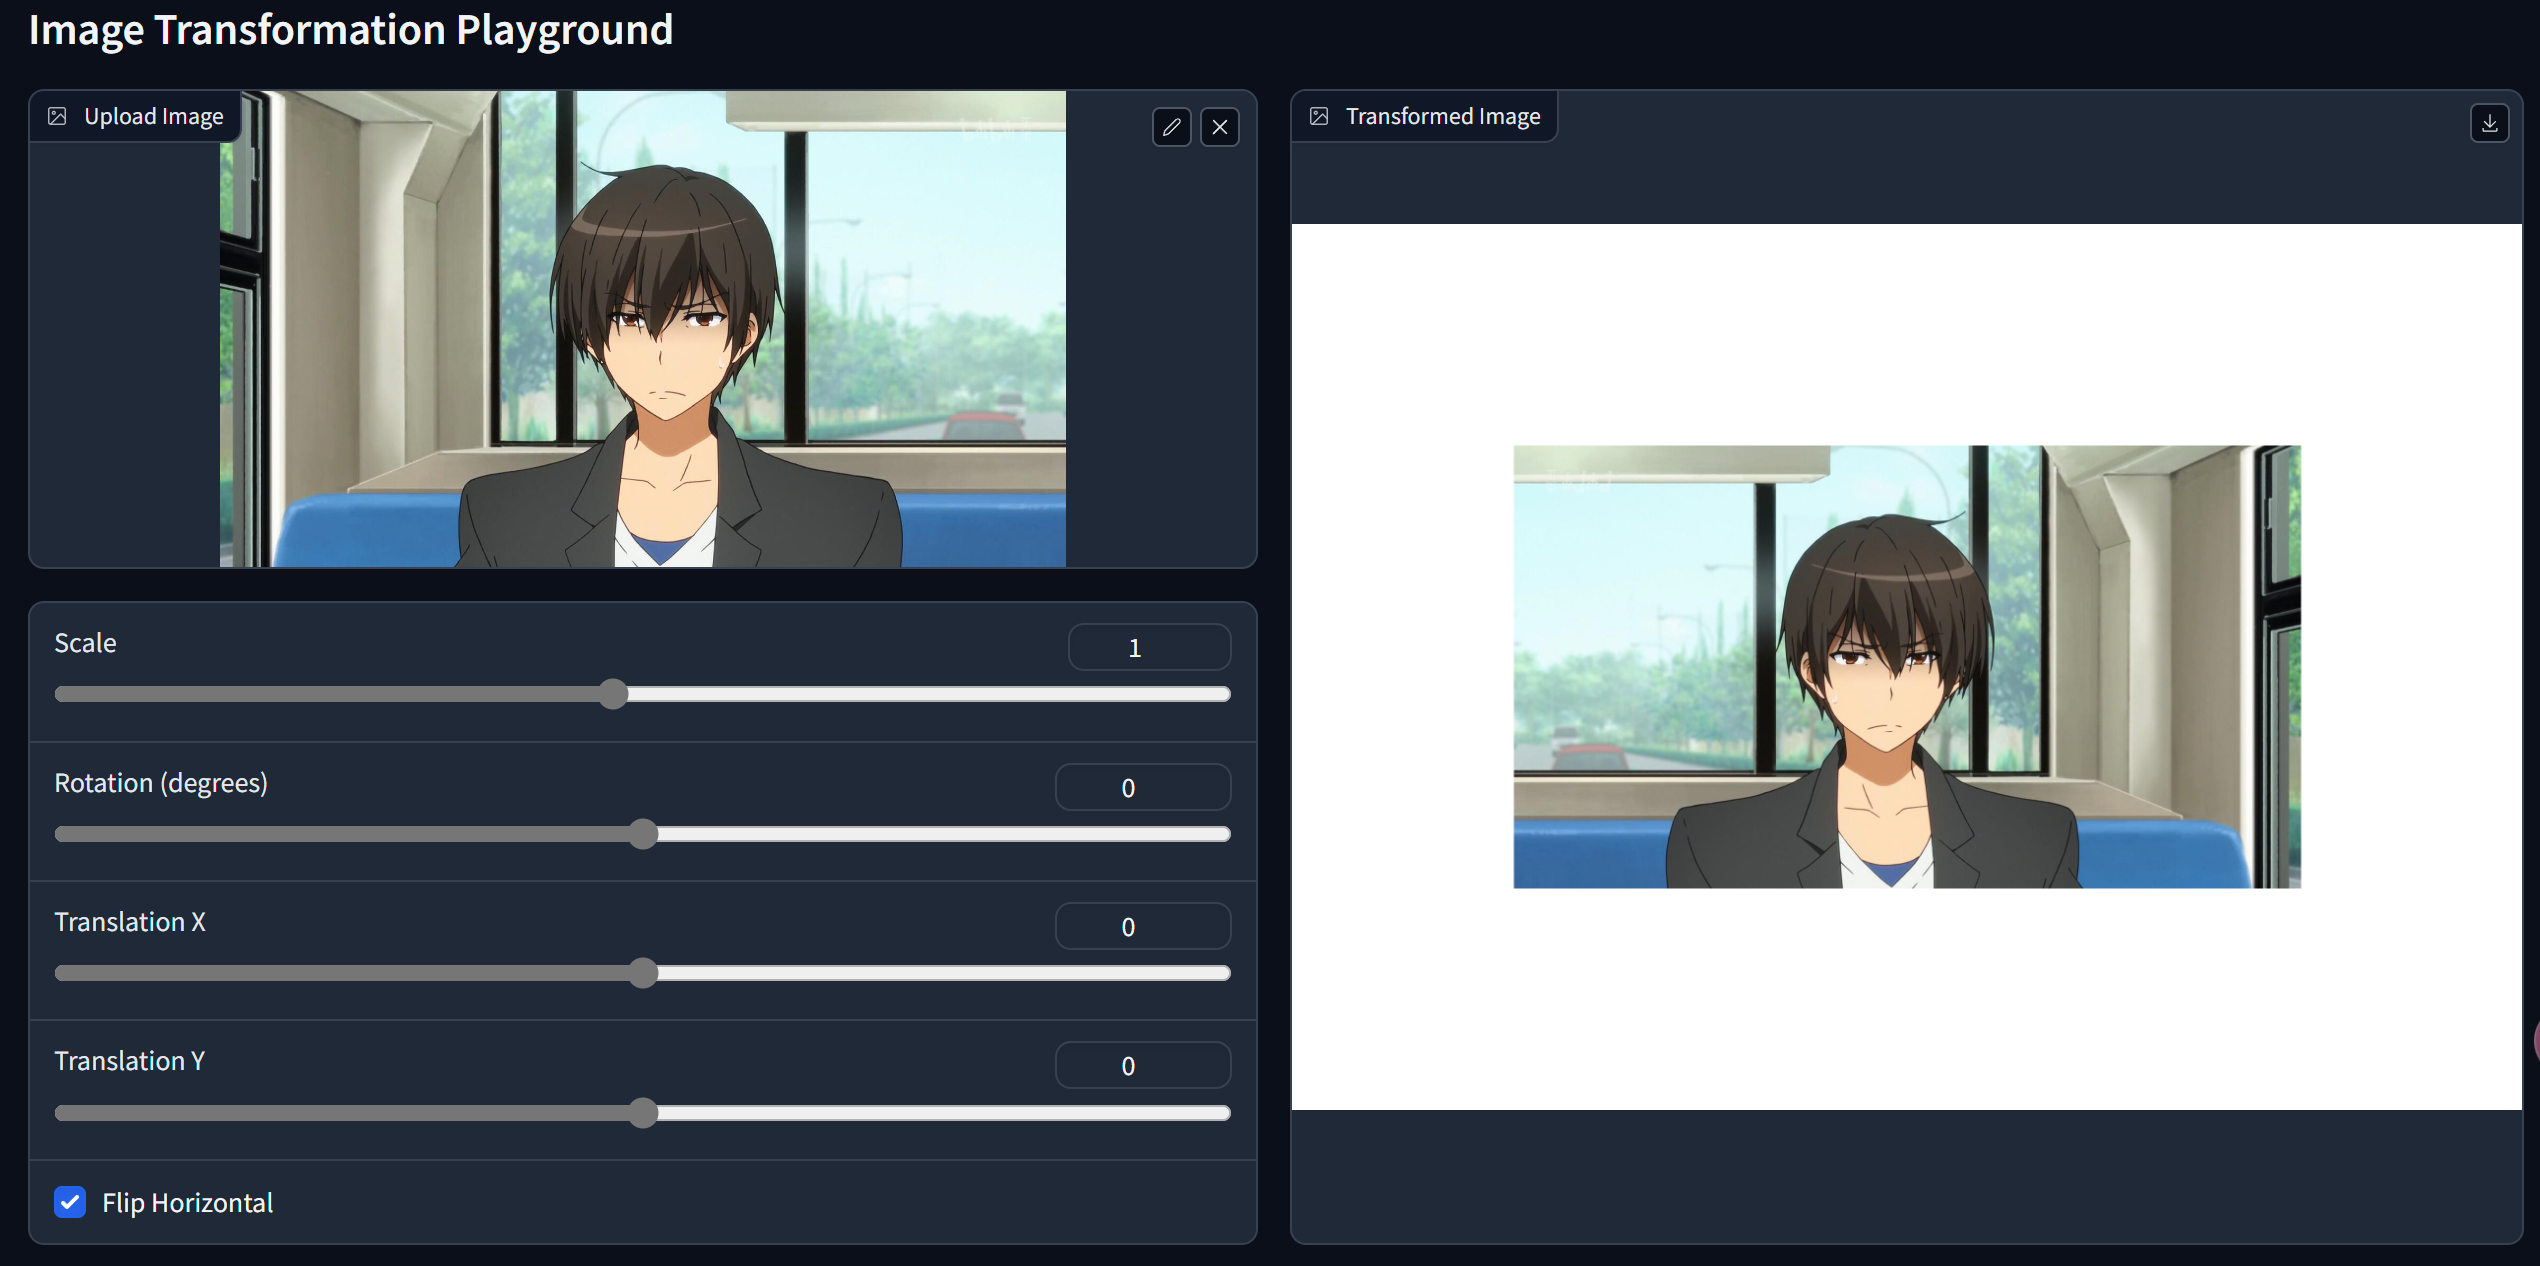 Image Transformation Playground
Upload Image
Transformed Image
Scale
1
Rotation (degrees)
0
Translation X
0
Translation Y
0
Flip Horizontal